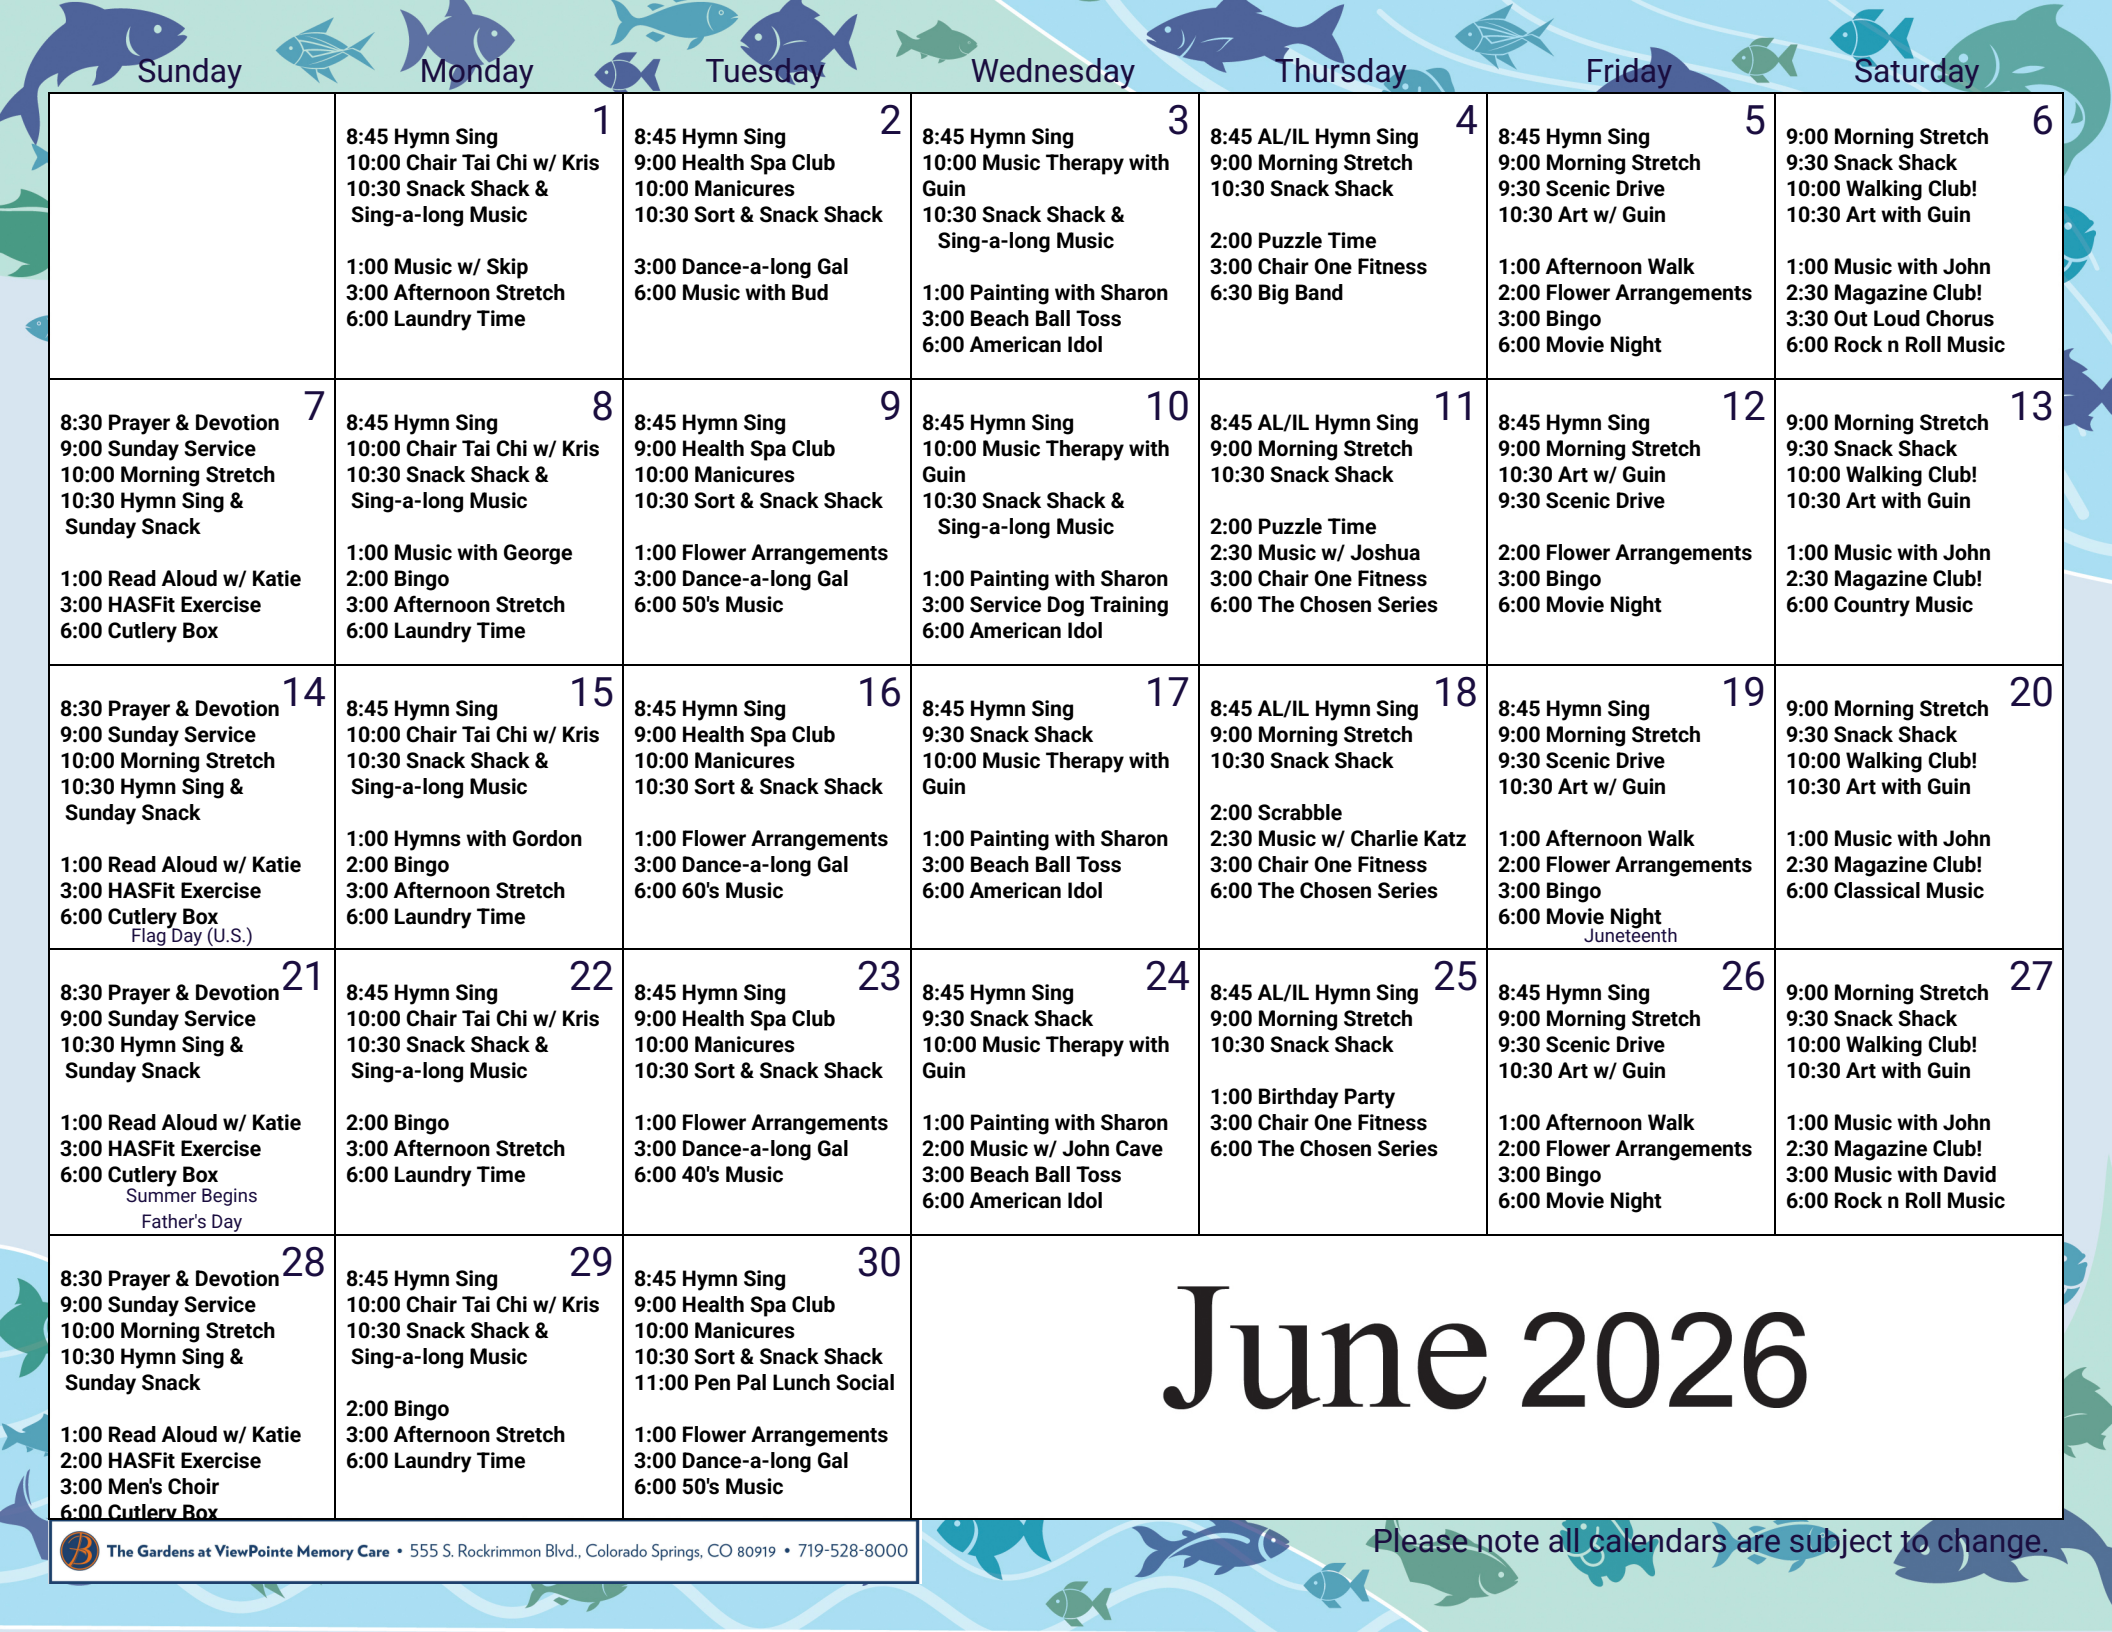 Sunday Monday Tuesday Wednesday Thursday Friday Saturday
1
8:45 Hymn Sing
10:00 Chair Tai Chi w/ Kris
10:30 Snack Shack &
Sing-a-long Music
1:00 Music w/ Skip
3:00 Afternoon Stretch
6:00 Laundry Time
2
8:45 Hymn Sing
9:00 Health Spa Club
10:00 Manicures
10:30 Sort & Snack Shack
3:00 Dance-a-long Gal
6:00 Music with Bud
3
8:45 Hymn Sing
10:00 Music Therapy with
Guin
10:30 Snack Shack &
Sing-a-long Music
1:00 Painting with Sharon
3:00 Beach Ball Toss
6:00 American Idol
4
8:45 AL/IL Hymn Sing
9:00 Morning Stretch
10:30 Snack Shack
2:00 Puzzle Time
3:00 Chair One Fitness
6:30 Big Band
5
8:45 Hymn Sing
9:00 Morning Stretch
9:30 Scenic Drive
10:30 Art w/ Guin
1:00 Afternoon Walk
2:00 Flower Arrangements
3:00 Bingo
6:00 Movie Night
6
9:00 Morning Stretch
9:30 Snack Shack
10:00 Walking Club!
10:30 Art with Guin
1:00 Music with John
2:30 Magazine Club!
3:30 Out Loud Chorus
6:00 Rock n Roll Music
7
8:30 Prayer & Devotion
9:00 Sunday Service
10:00 Morning Stretch
10:30 Hymn Sing &
Sunday Snack
1:00 Read Aloud w/ Katie
3:00 HASFit Exercise
6:00 Cutlery Box
8
8:45 Hymn Sing
10:00 Chair Tai Chi w/ Kris
10:30 Snack Shack &
Sing-a-long Music
1:00 Music with George
2:00 Bingo
3:00 Afternoon Stretch
6:00 Laundry Time
9
8:45 Hymn Sing
9:00 Health Spa Club
10:00 Manicures
10:30 Sort & Snack Shack
1:00 Flower Arrangements
3:00 Dance-a-long Gal
6:00 50's Music
10
8:45 Hymn Sing
10:00 Music Therapy with
Guin
10:30 Snack Shack &
Sing-a-long Music
1:00 Painting with Sharon
3:00 Service Dog Training
6:00 American Idol
11
8:45 AL/IL Hymn Sing
9:00 Morning Stretch
10:30 Snack Shack
2:00 Puzzle Time
2:30 Music w/ Joshua
3:00 Chair One Fitness
6:00 The Chosen Series
12
8:45 Hymn Sing
9:00 Morning Stretch
10:30 Art w/ Guin
9:30 Scenic Drive
2:00 Flower Arrangements
3:00 Bingo
6:00 Movie Night
13
9:00 Morning Stretch
9:30 Snack Shack
10:00 Walking Club!
10:30 Art with Guin
1:00 Music with John
2:30 Magazine Club!
6:00 Country Music
14
8:30 Prayer & Devotion
9:00 Sunday Service
10:00 Morning Stretch
10:30 Hymn Sing &
Sunday Snack
1:00 Read Aloud w/ Katie
3:00 HASFit Exercise
6:00 Cutlery Box
Flag Day (U.S.)
15
8:45 Hymn Sing
10:00 Chair Tai Chi w/ Kris
10:30 Snack Shack &
Sing-a-long Music
1:00 Hymns with Gordon
2:00 Bingo
3:00 Afternoon Stretch
6:00 Laundry Time
16
8:45 Hymn Sing
9:00 Health Spa Club
10:00 Manicures
10:30 Sort & Snack Shack
1:00 Flower Arrangements
3:00 Dance-a-long Gal
6:00 60's Music
17
8:45 Hymn Sing
9:30 Snack Shack
10:00 Music Therapy with
Guin
1:00 Painting with Sharon
3:00 Beach Ball Toss
6:00 American Idol
18
8:45 AL/IL Hymn Sing
9:00 Morning Stretch
10:30 Snack Shack
2:00 Scrabble
2:30 Music w/ Charlie Katz
3:00 Chair One Fitness
6:00 The Chosen Series
19
8:45 Hymn Sing
9:00 Morning Stretch
9:30 Scenic Drive
10:30 Art w/ Guin
1:00 Afternoon Walk
2:00 Flower Arrangements
3:00 Bingo
6:00 Movie Night
Juneteenth
20
9:00 Morning Stretch
9:30 Snack Shack
10:00 Walking Club!
10:30 Art with Guin
1:00 Music with John
2:30 Magazine Club!
6:00 Classical Music
21
8:30 Prayer & Devotion
9:00 Sunday Service
10:30 Hymn Sing &
Sunday Snack
1:00 Read Aloud w/ Katie
3:00 HASFit Exercise
6:00 Cutlery Box
Summer Begins
Father's Day
22
8:45 Hymn Sing
10:00 Chair Tai Chi w/ Kris
10:30 Snack Shack &
Sing-a-long Music
2:00 Bingo
3:00 Afternoon Stretch
6:00 Laundry Time
23
8:45 Hymn Sing
9:00 Health Spa Club
10:00 Manicures
10:30 Sort & Snack Shack
1:00 Flower Arrangements
3:00 Dance-a-long Gal
6:00 40's Music
24
8:45 Hymn Sing
9:30 Snack Shack
10:00 Music Therapy with
Guin
1:00 Painting with Sharon
2:00 Music w/ John Cave
3:00 Beach Ball Toss
6:00 American Idol
25
8:45 AL/IL Hymn Sing
9:00 Morning Stretch
10:30 Snack Shack
1:00 Birthday Party
3:00 Chair One Fitness
6:00 The Chosen Series
26
8:45 Hymn Sing
9:00 Morning Stretch
9:30 Scenic Drive
10:30 Art w/ Guin
1:00 Afternoon Walk
2:00 Flower Arrangements
3:00 Bingo
6:00 Movie Night
27
9:00 Morning Stretch
9:30 Snack Shack
10:00 Walking Club!
10:30 Art with Guin
1:00 Music with John
2:30 Magazine Club!
3:00 Music with David
6:00 Rock n Roll Music
28
8:30 Prayer & Devotion
9:00 Sunday Service
10:00 Morning Stretch
10:30 Hymn Sing &
Sunday Snack
1:00 Read Aloud w/ Katie
2:00 HASFit Exercise
3:00 Men's Choir
6:00 Cutlery Box
29
8:45 Hymn Sing
10:00 Chair Tai Chi w/ Kris
10:30 Snack Shack &
Sing-a-long Music
2:00 Bingo
3:00 Afternoon Stretch
6:00 Laundry Time
30
8:45 Hymn Sing
9:00 Health Spa Club
10:00 Manicures
10:30 Sort & Snack Shack
11:00 Pen Pal Lunch Social
1:00 Flower Arrangements
3:00 Dance-a-long Gal
6:00 50's Music
June 2026
B The Gardens at ViewPointe Memory Care • 555 S. Rockrimmon Blvd., Colorado Springs, CO 80919 • 719-528-8000
Please note all calendars are subject to change.